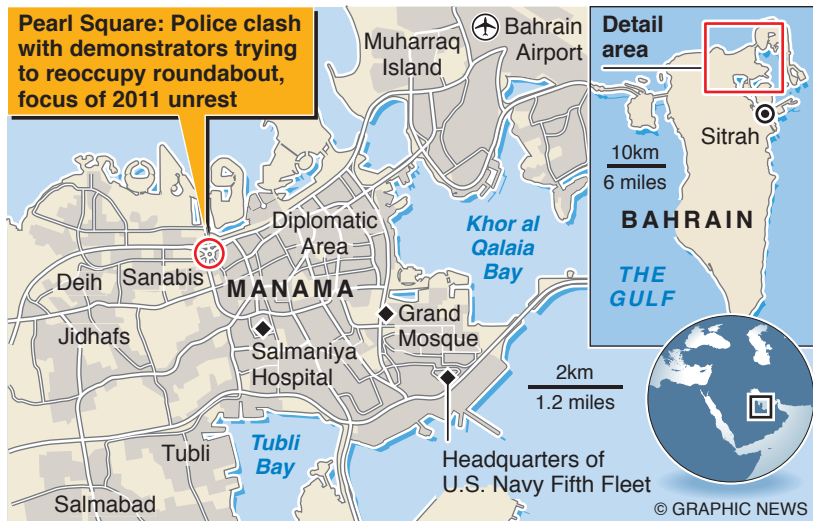 Pearl Square: Police clash
with demonstrators trying
to reoccupy roundabout,
focus of 2011 unrest
Muharraq
Island
Bahrain
Airport
Diplomatic
Area
Khor al
Qalaia
Bay
Deih
Sanabis
MANAMA
Jidhafs
Grand
Mosque
Salmaniya
Hospital
2km
1.2 miles
Tubli
Tubli
Bay
Headquarters of
U.S. Navy Fifth Fleet
Salmabad
Detail
area
Sitrah
10km
6 miles
BAHRAIN
THE
GULF
© GRAPHIC NEWS